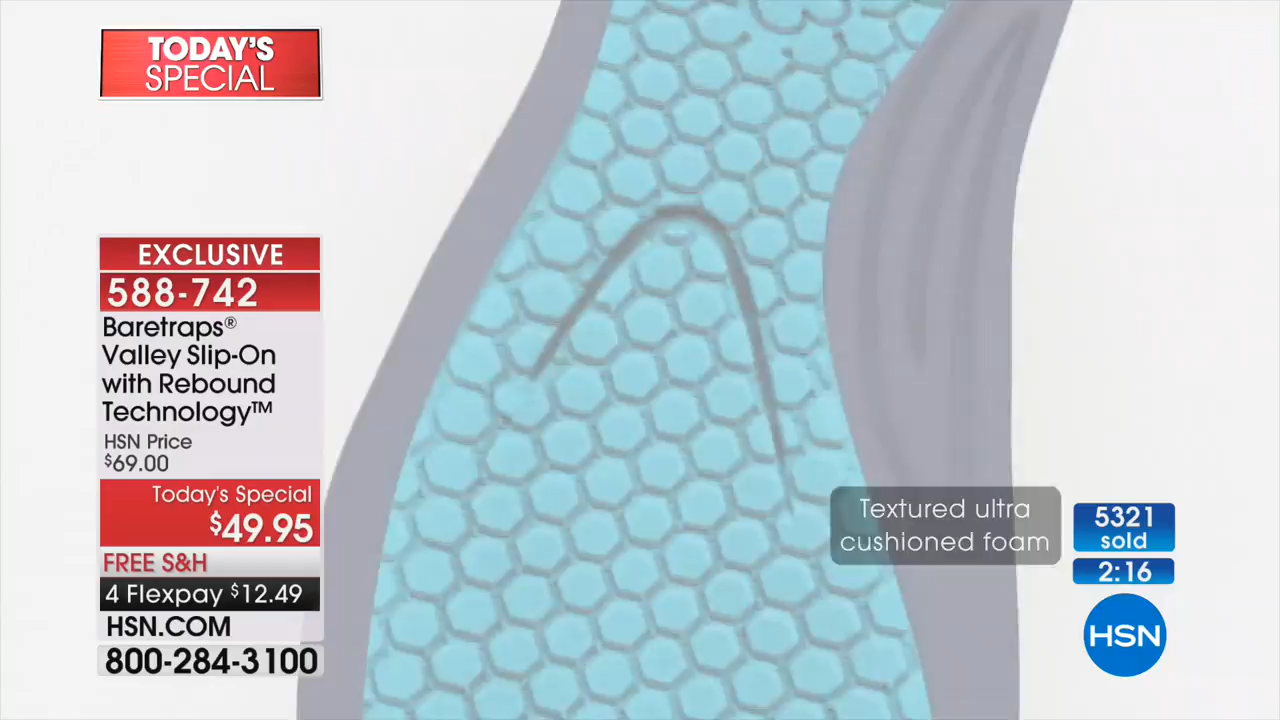 TODAY'S
SPECIAL
EXCLUSIVE
588-742
Baretraps®
Valley Slip-On
with Rebound
Technology™
HSN Price
$69.00
Today's Special
$49.95
FREE S&H
4 Flexpay $12.49
HSN.COM
800-284-3100
Textured ultra
cushioned foam
5321
sold
2:16
HSN